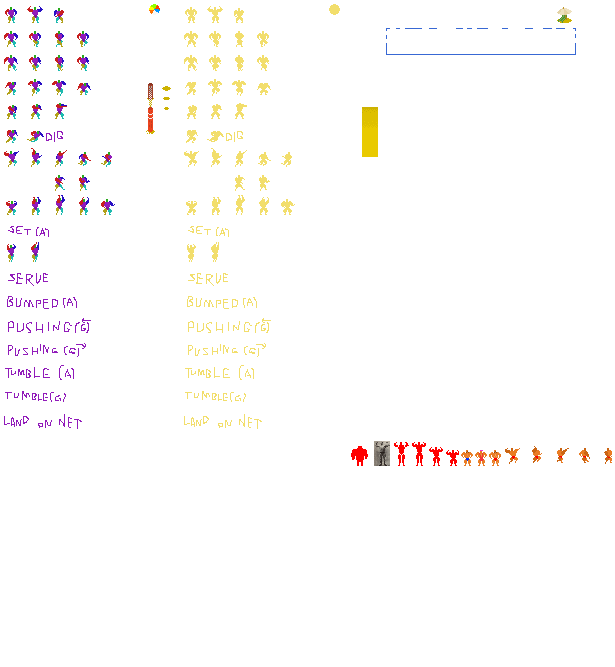 DIG DIG
SET (A) SET (A)
SERVE SERVE
BUMPED (A) BUMPED (A)
PUSHING (G) PUSHING (G)
PUSHING (G) PUSHING (G)
TUMBLE (A) TUMBLE (A)
TUMBLE (G) TUMBLE (G)
LAND ON NET LAND ON NET